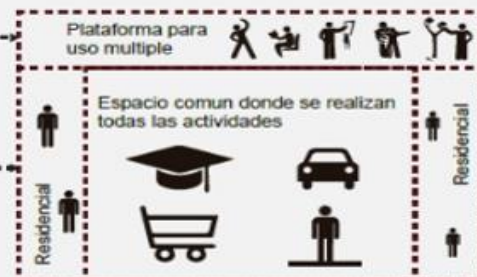 Plataforma para
uso multiple
Espacio comun donde se realizan
todas las actividades
Residencial
Residencial